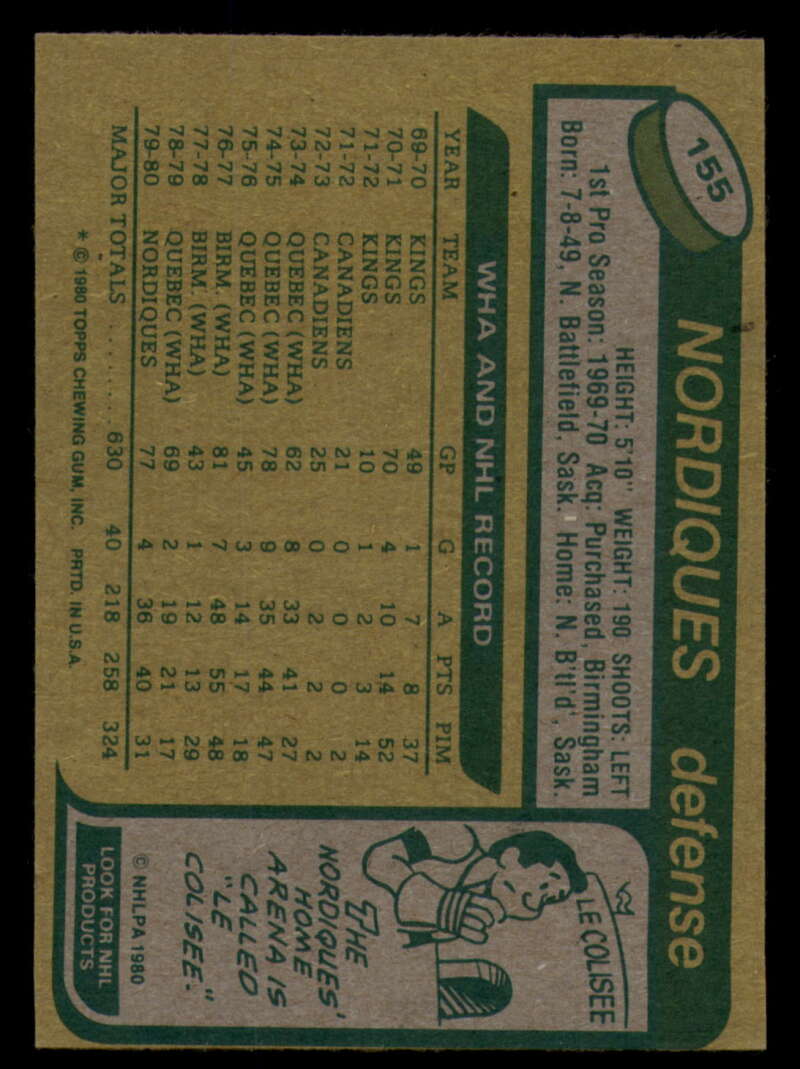 155
NORDIQUES defense
HEIGHT: 5'10" WEIGHT: 190 SHOOTS: LEFT
1st Pro Season: 1969-70 Acq: Purchased, Birmingham
Born: 7-8-49, N. Battlefield, Sask. Home: N. B'tl'd', Sask.
WHA AND NHL RECORD
YEAR TEAM GP G A PTS PIM
69-70 KINGS 49 1 7 8 37
70-71 KINGS 70 4 10 14 52
71-72 KINGS 10 1 2 3 14
71-72 CANADIENS 21 0 0 0 2
72-73 CANADIENS 25 0 2 2 2
73-74 QUEBEC (WHA) 62 8 33 41 27
74-75 QUEBEC (WHA) 78 9 35 44 47
75-76 QUEBEC (WHA) 45 3 14 17 18
76-77 BIRM. (WHA) 81 7 48 55 48
77-78 BIRM. (WHA) 43 1 12 13 29
78-79 QUEBEC (WHA) 69 2 19 21 17
79-80 NORDIQUES 77 4 36 40 31
MAJOR TOTALS ........ 630 40 218 258 324
* © 1980 TOPPS CHEWING GUM, INC. PRTD. IN U.S.A.
LE COLISEE
THE
NORDIQUES'
HOME
ARENA IS
CALLED
"LE
COLISEE."
© NHLPA 1980
LOOK FOR NHL
PRODUCTS